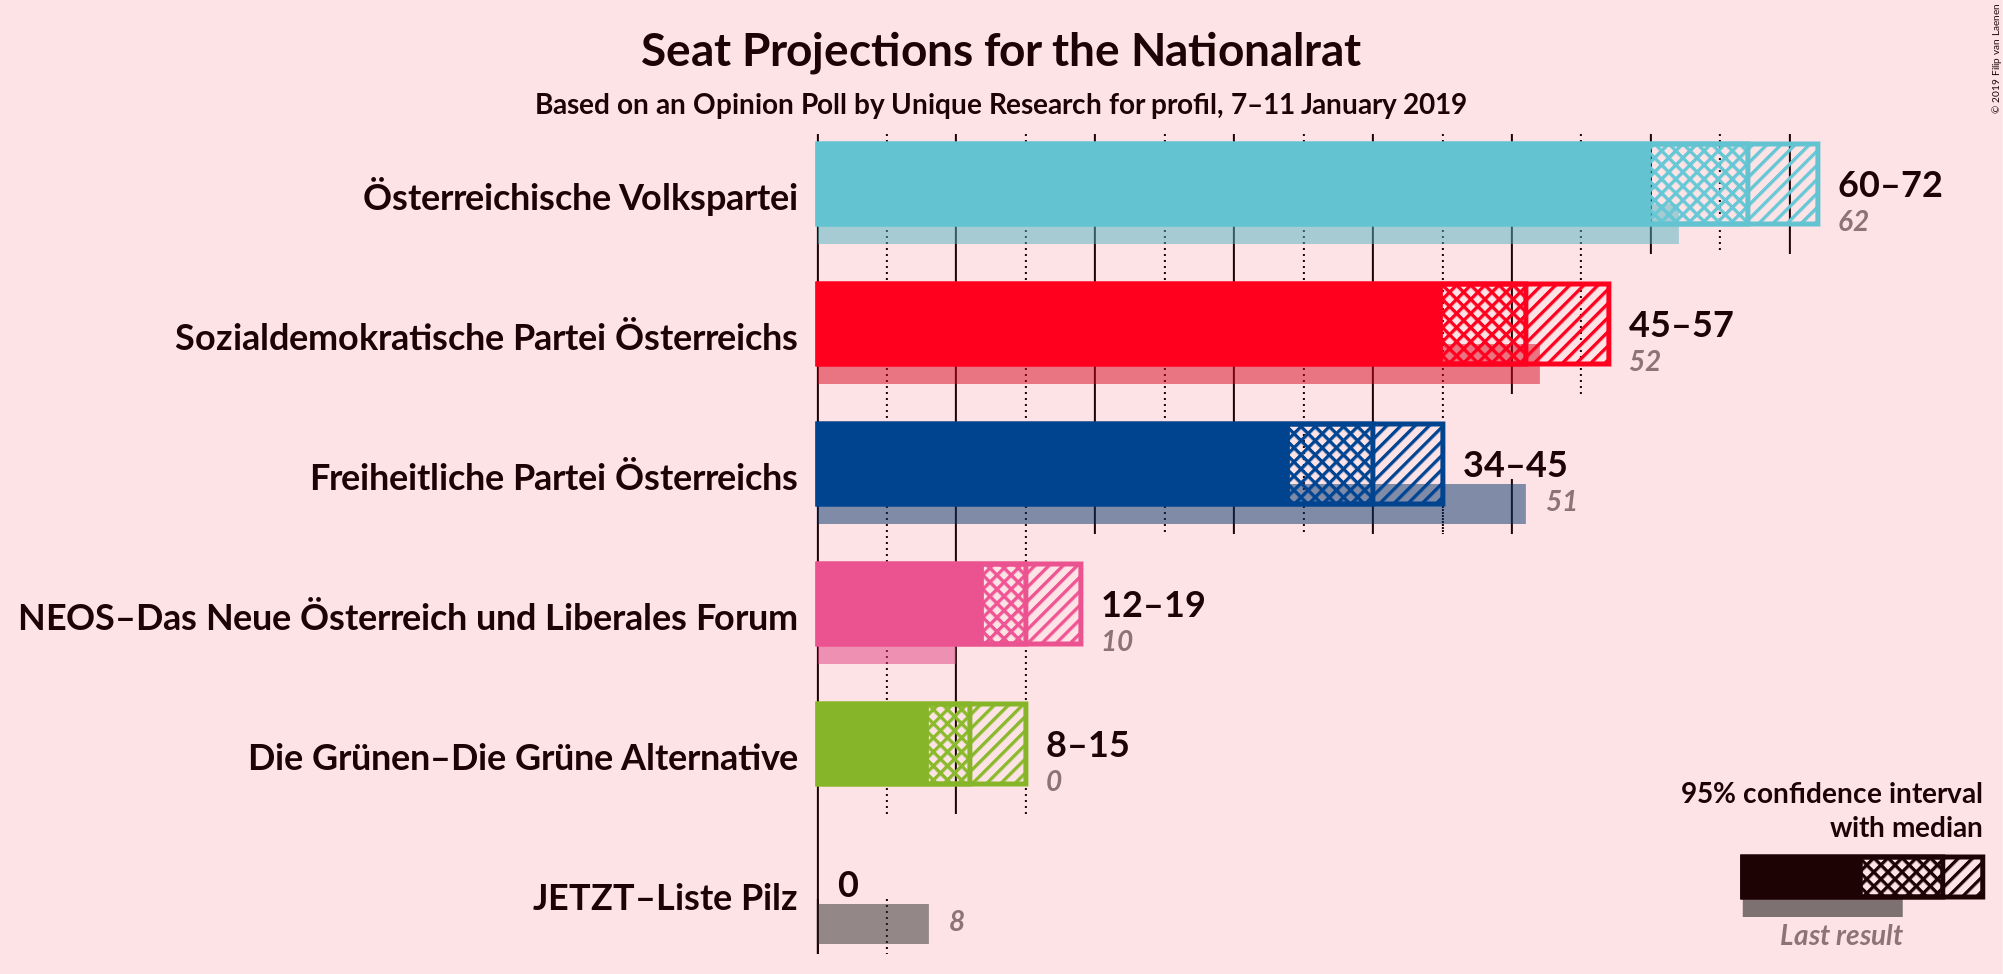 Seat Projections for the Nationalrat
Based on an Opinion Poll by Unique Research for profil, 7–11 January 2019
© 2019 Filip van Laenen
Österreichische Volkspartei
60–72
62
Sozialdemokratische Partei Österreichs
45–57
52
Freiheitliche Partei Österreichs
34–45
51
NEOS–Das Neue Österreich und Liberales Forum
12–19
10
Die Grünen–Die Grüne Alternative
8–15
0
JETZT–Liste Pilz
0
8
95% confidence interval
with median
Last result